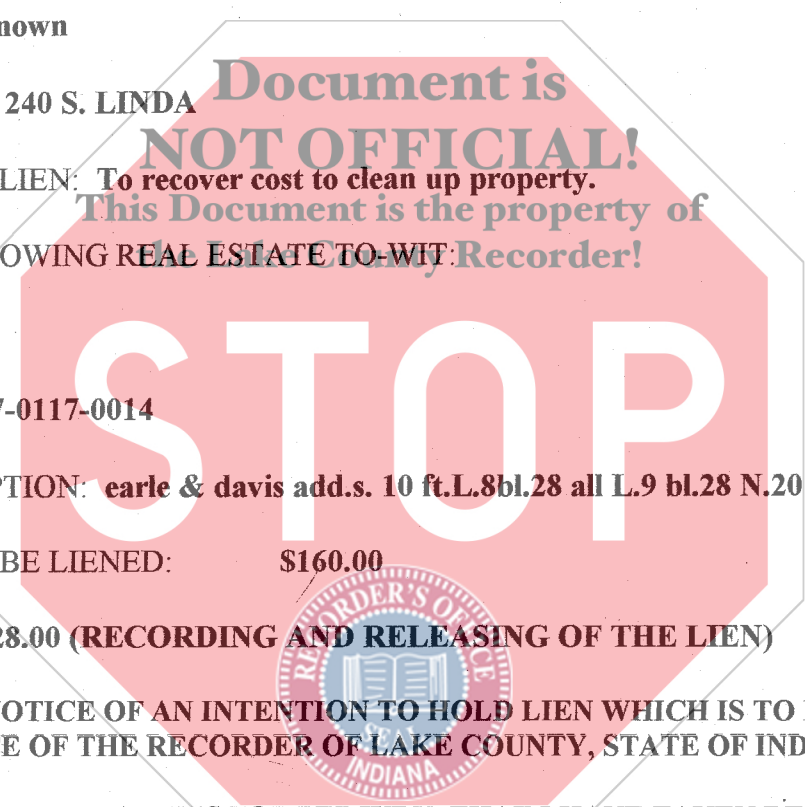 nown
Document is
240 S. LINDA
NOT OFFICIAL!
LIEN: To recover cost to clean up property.
This Document is the property of
OWING REAL ESTATE TO-WIT:
the Lake County Recorder!
STOP
7-0117-0014
PTION: earle & davis add.s. 10 ft.L.8bl.28 all L.9 bl.28 N.20
BE LIENED: $160.00
RECORDER'S OFFICE
28.00 (RECORDING AND RELEASING OF THE LIEN)
NOTICE OF AN INTENTION TO HOLD LIEN WHICH IS TO
SEAL
E OF THE RECORDER OF LAKE COUNTY, STATE OF IND
INDIANA